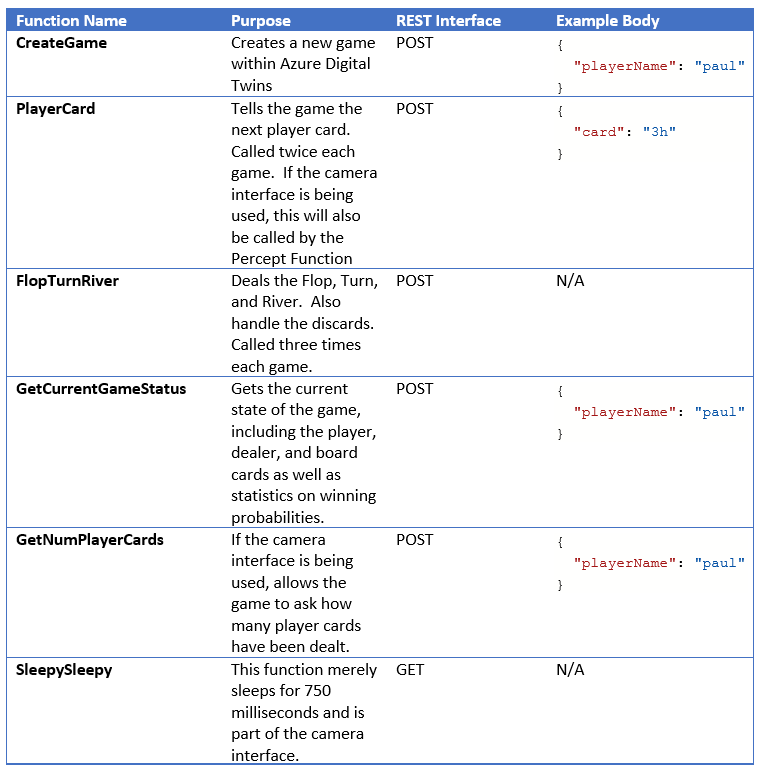 Function Name Purpose REST Interface Example Body
CreateGame Creates a new game POST {
within Azure Digital "playerName": "paul"
Twins }
PlayerCard Tells the game the POST {
next player card. "card": "3h"
Called twice each }
game.  If the camera
interface is being
used, this will also
be called by the
Percept Function
FlopTurnRiver Deals the Flop, Turn, POST N/A
and River.  Also
handle the discards.
Called three times
each game.
GetCurrentGameStatus Gets the current POST {
state of the game, "playerName": "paul"
including the player, }
dealer, and board
cards as well as
statistics on winning
probabilities.
GetNumPlayerCards If the camera POST {
interface is being "playerName": "paul"
used, allows the }
game to ask how
many player cards
have been dealt.
SleepySleepy This function merely GET N/A
sleeps for 750
milliseconds and is
part of the camera
interface.